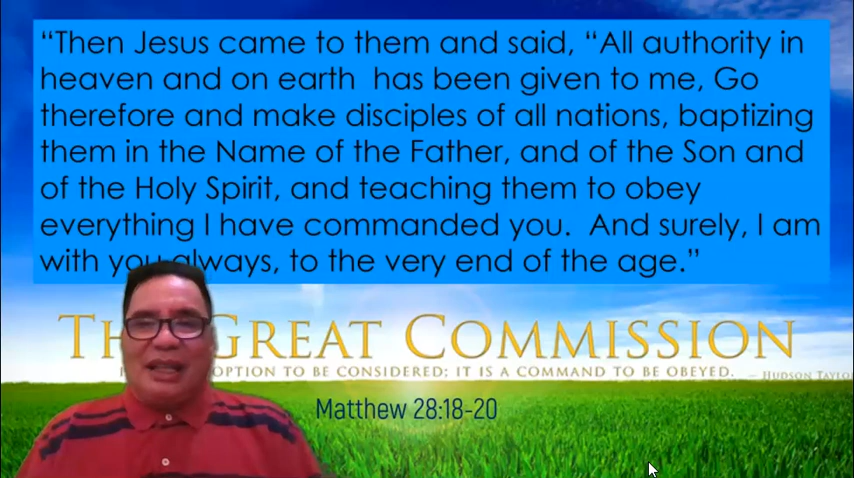 “Then Jesus came to them and said, “All authority in
heaven and on earth has been given to me, Go
therefore and make disciples of all nations, baptizing
them in the Name of the Father, and of the Son and
of the Holy Spirit, and teaching them to obey
everything I have commanded you. And surely, I am
with you always, to the very end of the age.”
GREAT COMMISSION
OPTION TO BE CONSIDERED; IT IS A COMMAND TO BE OBEYED. – HUDSON TAYLO
Matthew 28:18-20